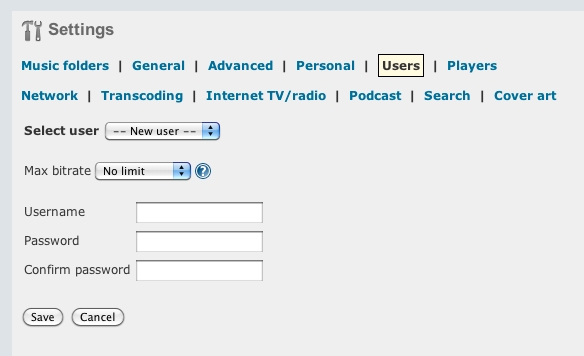 Settings
Music folders | General | Advanced | Personal | Users | Players
Network | Transcoding | Internet TV/radio | Podcast | Search | Cover art
Select user -- New user --
Max bitrate No limit ?
Username
Password
Confirm password
Save Cancel